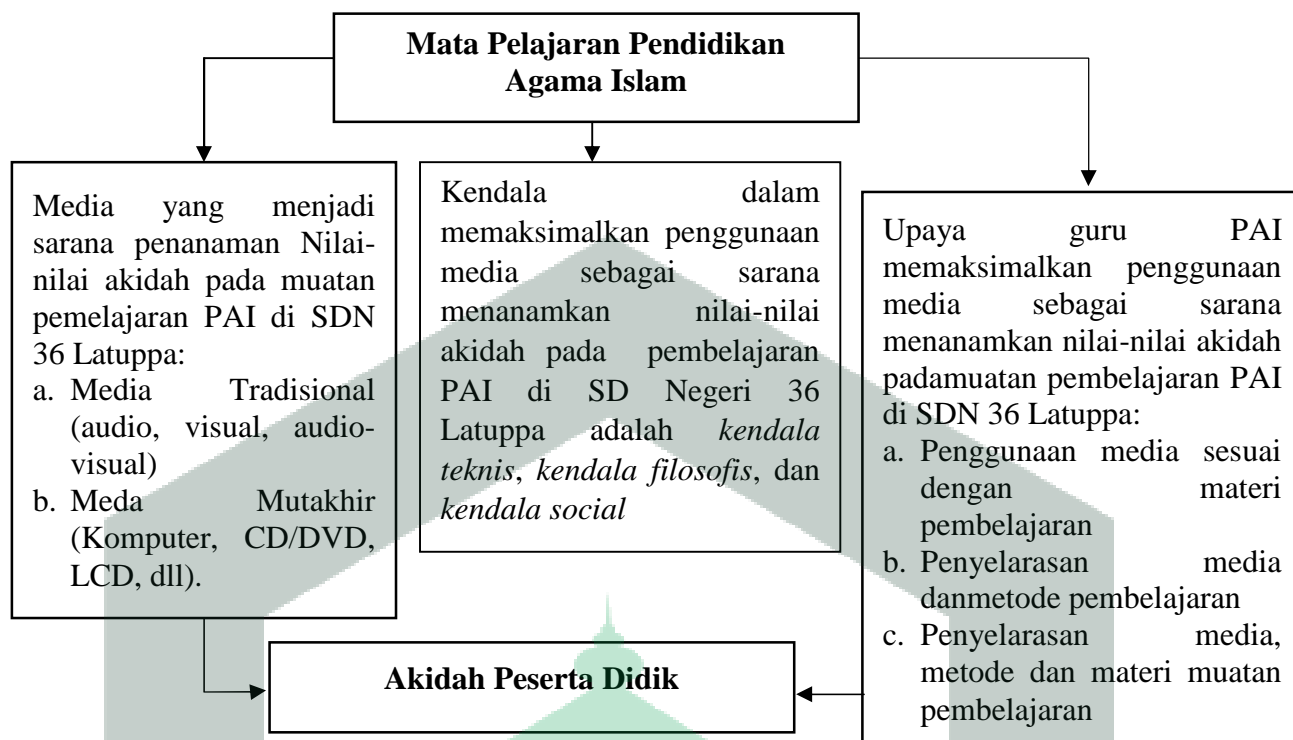 Mata Pelajaran Pendidikan
Agama Islam
Media yang menjadi
sarana penanaman Nilai-
nilai akidah pada muatan
pemelajaran PAI di SDN
36 Latuppa:
a. Media Tradisional
(audio, visual, audio-
visual)
b. Meda Mutakhir
(Komputer, CD/DVD,
LCD, dll).
Kendala dalam
memaksimalkan penggunaan
media sebagai sarana
menanamkan nilai-nilai
akidah pada pembelajaran
PAI di SD Negeri 36
Latuppa adalah kendala
teknis, kendala filosofis, dan
kendala social
Upaya guru PAI
memaksimalkan penggunaan
media sebagai sarana
menanamkan nilai-nilai akidah
padamuatan pembelajaran PAI
di SDN 36 Latuppa:
a. Penggunaan media sesuai
dengan materi
pembelajaran
b. Penyelarasan media
danmetode pembelajaran
c. Penyelarasan media,
metode dan materi muatan
pembelajaran
Akidah Peserta Didik